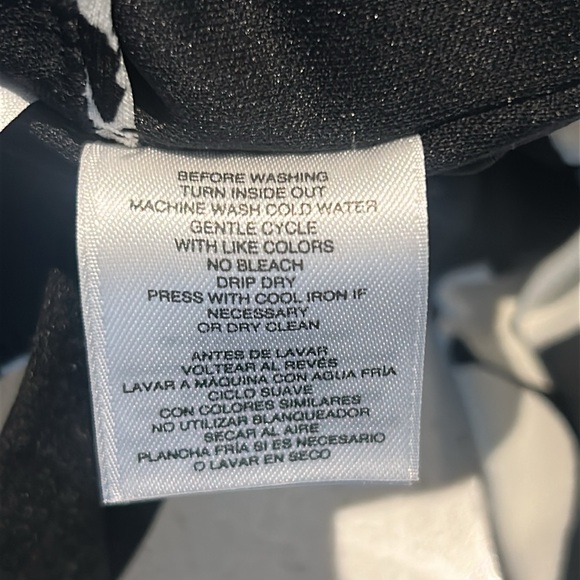 BEFORE WASHING
TURN INSIDE OUT
MACHINE WASH COLD WATER
GENTLE CYCLE
WITH LIKE COLORS
NO BLEACH
DRIP DRY
PRESS WITH COOL IRON IF
NECESSARY
OR DRY CLEAN
ANTES DE LAVAR
VOLTEAR AL REVÉS
LAVAR A MÁQUINA CON AGUA FRÍA
CICLO SUAVE
CON COLORES SIMILARES
NO UTILIZAR BLANQUEADOR
SECAR AL AIRE
PLANCHA FRÍA SI ES NECESARIO
O LAVAR EN SECO